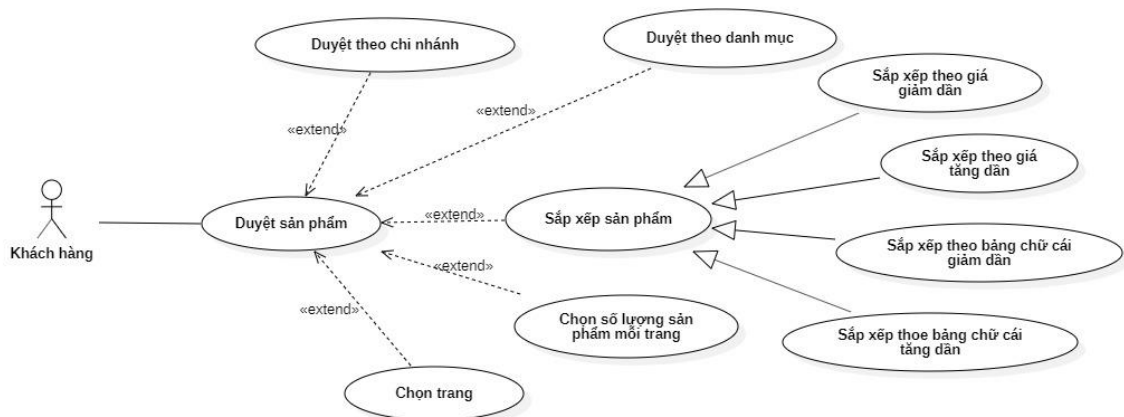 Duyệt theo chi nhánh
Duyệt theo danh mục
Sắp xếp theo giá
giảm dần
«extend»
«extend»
Sắp xếp theo giá
tăng dần
Khách hàng
Duyệt sản phẩm
«extend»
Sắp xếp sản phẩm
Sắp xếp theo bảng chữ cái
giảm dần
«extend»
«extend»
Chọn số lượng sản
phẩm mỗi trang
Sắp xếp thoe bảng chữ cái
tăng dần
Chọn trang